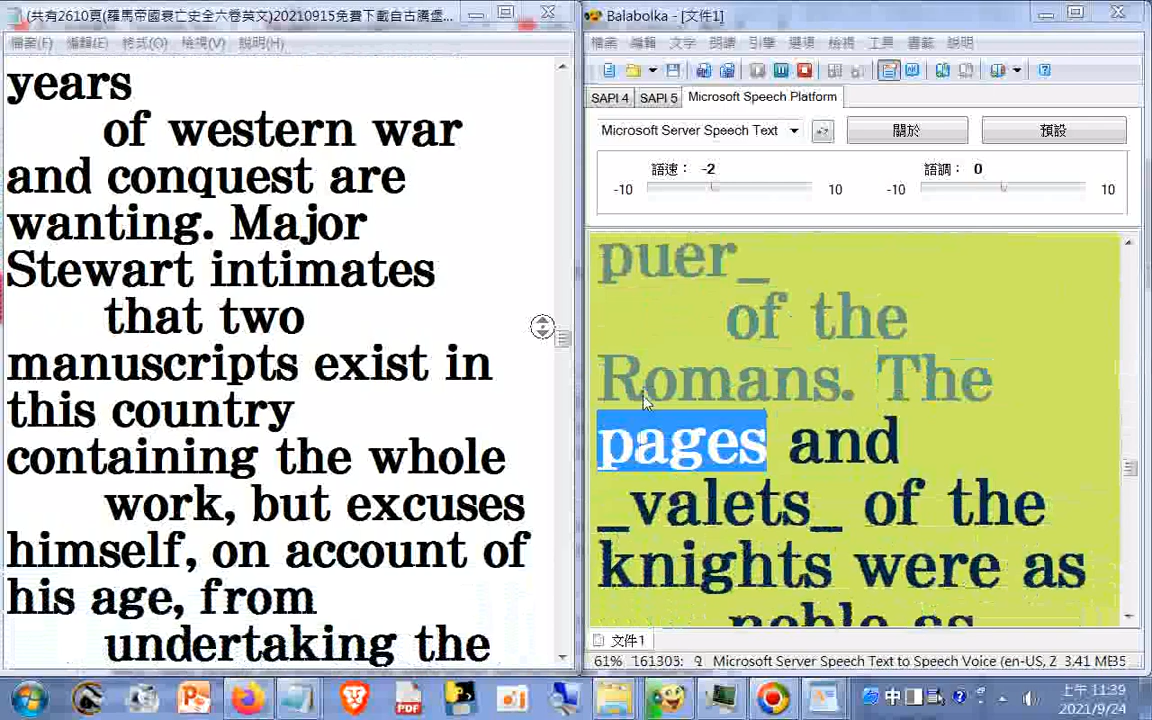 (共有2610頁(羅馬帝國衰亡史全六卷英文)20210915免費下載自古騰堡...
檔案(F) 編輯(E) 格式(O) 檢視(V) 說明(H)
years
of western war
and conquest are
wanting. Major
Stewart intimates
that two
manuscripts exist in
this country
containing the whole
work, but excuses
himself, on account of
his age, from
undertaking the
Balabolka - [文件1]
檔案 編輯 文字 朗讀 引擎 選項 檢視 工具 書籤 說明
SAPI 4 SAPI 5 Microsoft Speech Platform
Microsoft Server Speech Text 關於 預設
語速： -2 語調： 0
-10 10 -10 10
puer_
of the
Romans. The
pages and
_valets_ of the
knights were as
noble as
文件1
61% 161303: 9 Microsoft Server Speech Text to Speech Voice (en-US, Z 3.41 MB
中 上午 11:39
2021/9/24